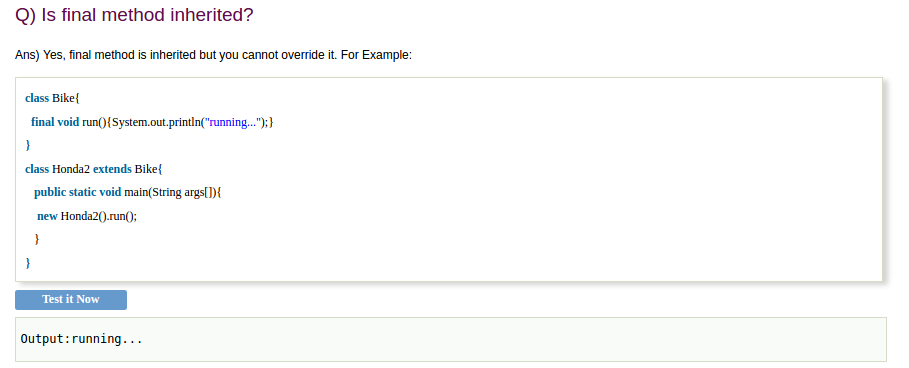 Q) Is final method inherited?
Ans) Yes, final method is inherited but you cannot override it. For Example:
class Bike{
final void run(){System.out.println("running...");}
}
class Honda2 extends Bike{
public static void main(String args[]){
new Honda2().run();
}
}
Test it Now
Output:running...